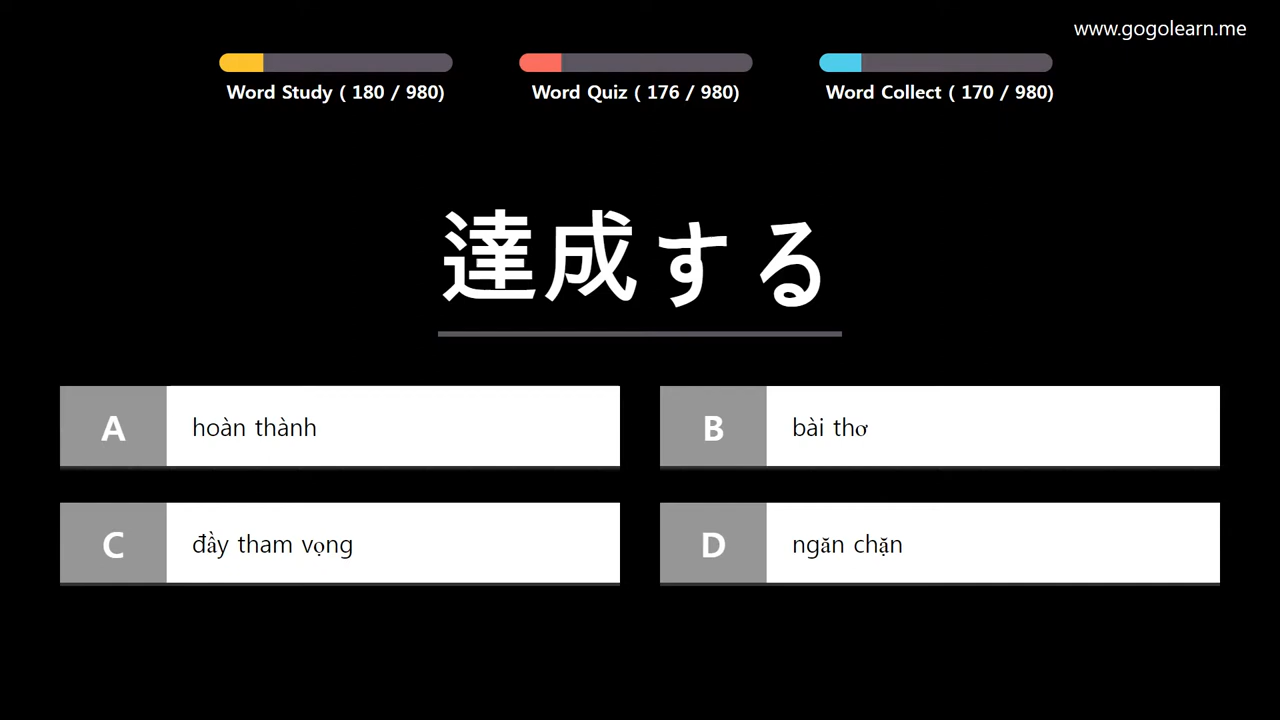 www.gogolearn.me
Word Study ( 180 / 980)
Word Quiz ( 176 / 980)
Word Collect ( 170 / 980)
達成する
A hoàn thành
B bài thơ
C đầy tham vọng
D ngăn chặn